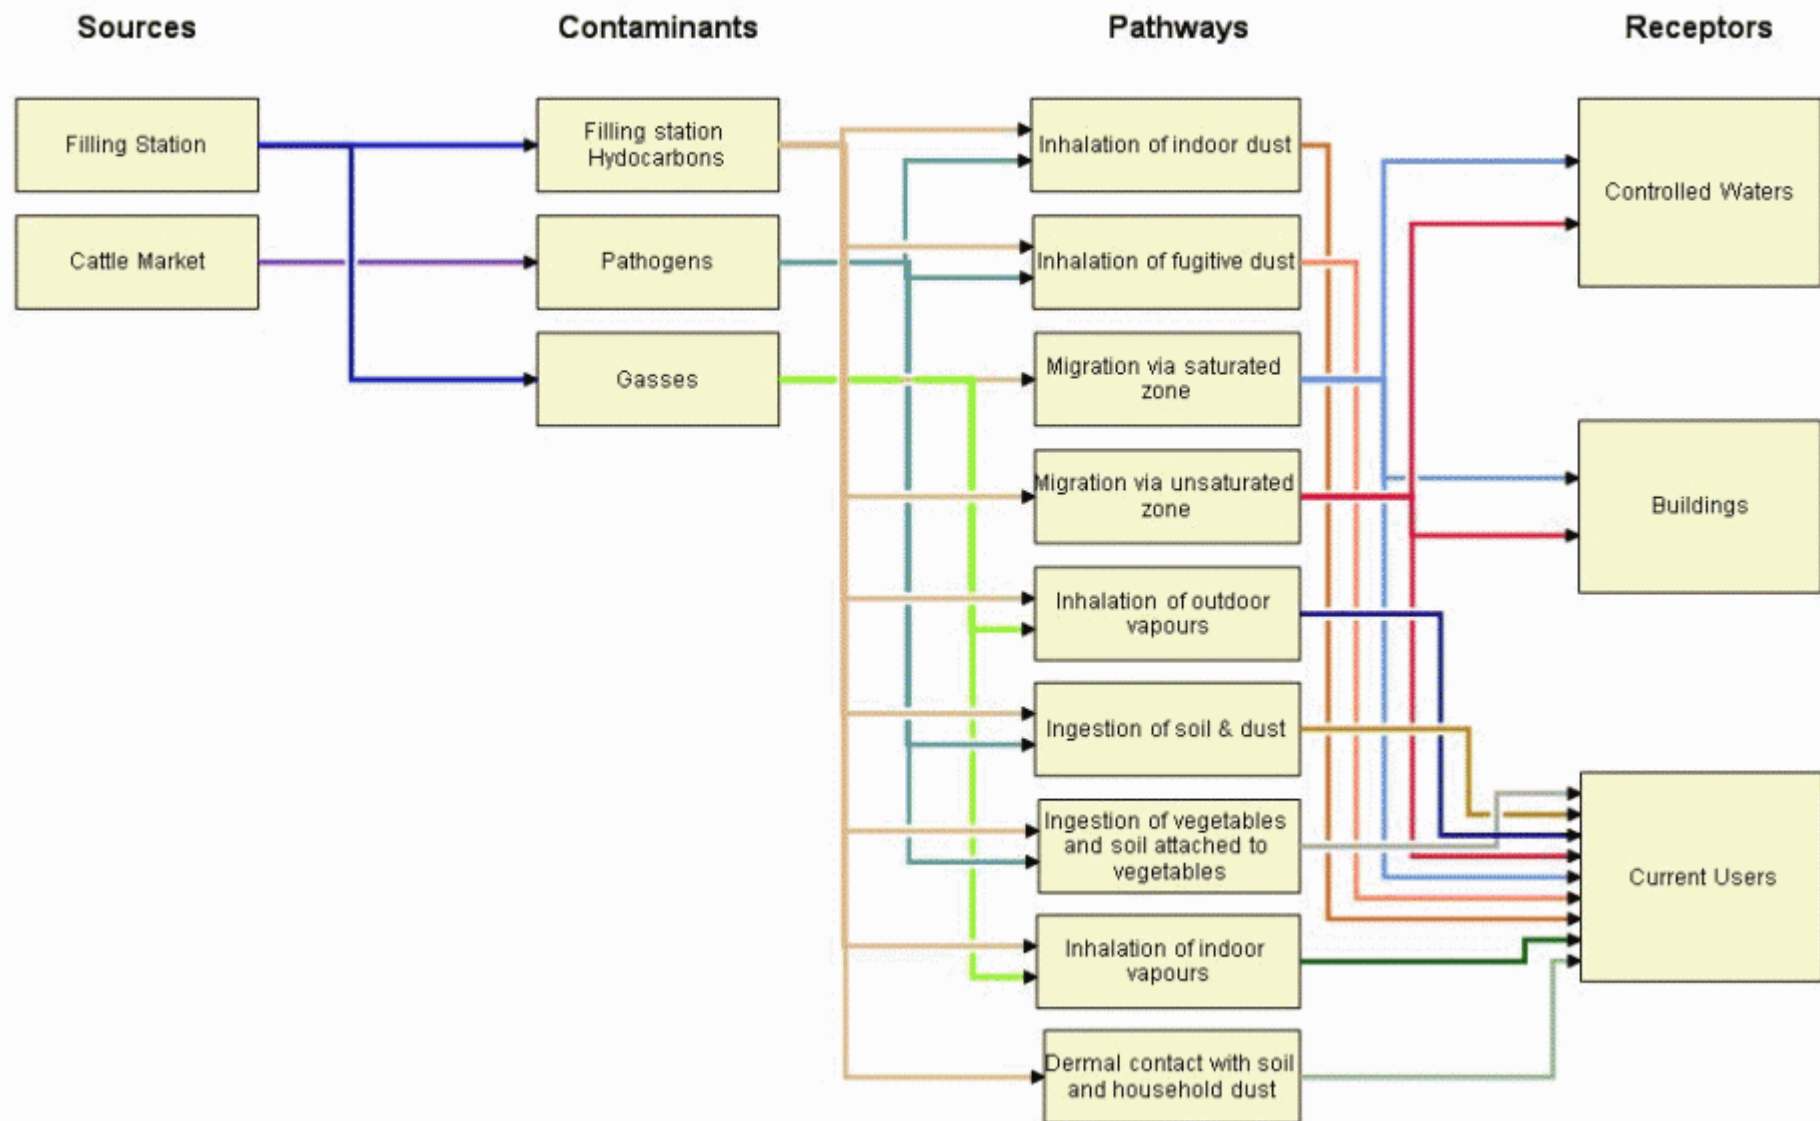 Sources
Contaminants
Pathways
Receptors
Filling Station
Cattle Market
Filling station
Hydocarbons
Pathogens
Gasses
Inhalation of indoor dust
Inhalation of fugitive dust
Migration via saturated
zone
Migration via unsaturated
zone
Inhalation of outdoor
vapours
Ingestion of soil & dust
Ingestion of vegetables
and soil attached to
vegetables
Inhalation of indoor
vapours
Dermal contact with soil
and household dust
Controlled Waters
Buildings
Current Users